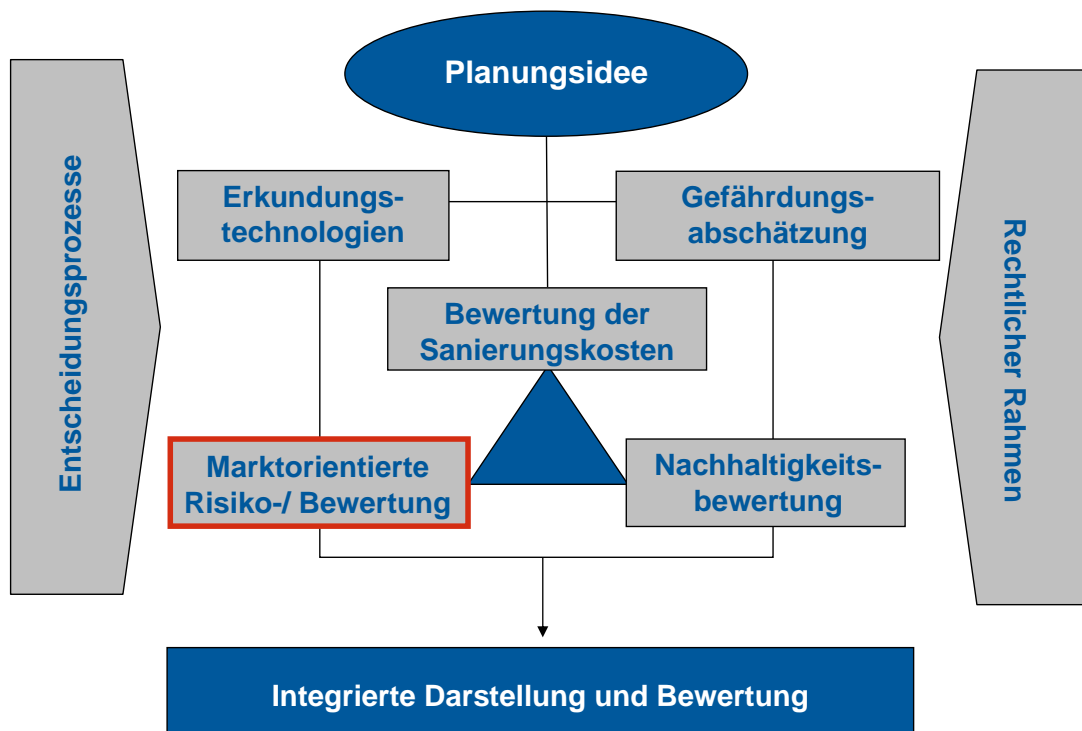 Planungsidee
Entscheidungsprozesse
Erkundungs-
technologien
Gefährdungs-
abschätzung
Rechtlicher Rahmen
Bewertung der
Sanierungskosten
Marktorientierte
Risiko-/ Bewertung
Nachhaltigkeits-
bewertung
Integrierte Darstellung und Bewertung